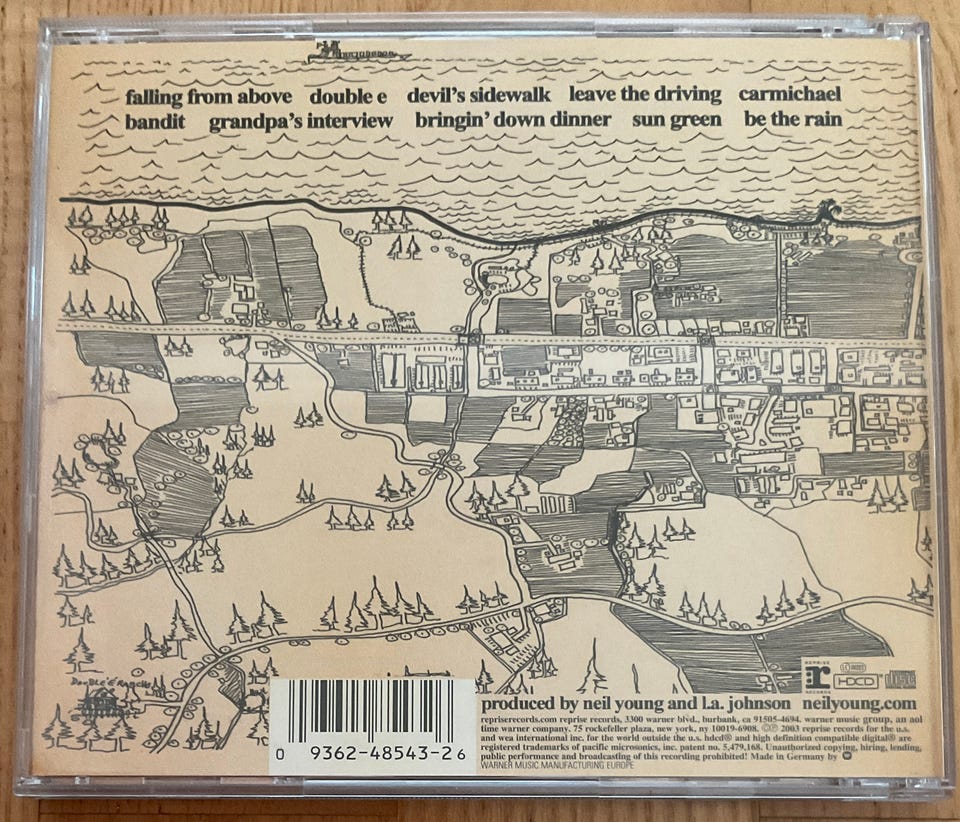 falling from above double e devil's sidewalk leave the driving carmichael
bandit grandpa's interview bringin' down dinner sun green be the rain
DOUBLE E RANCH
REPRISE
r
RECORDS
HDCD
0 9362-48543-2 6
produced by neil young and l.a. johnson neilyoung.com
repriserecords.com reprise records, 3300 warner blvd., burbank, ca 91505-4694. warner music group, an aol
time warner company. 75 rockefeller plaza, new york, ny 10019-6908. ©℗ 2003 reprise records for the u.s.
and wea international inc. for the world outside the u.s. hdcd® and high definition compatible digital® are
registered trademarks of pacific microsonics, inc. patent no. 5,479,168. Unauthorized copying, hiring, lending,
public performance and broadcasting of this recording prohibited! Made in Germany by
WARNER MUSIC MANUFACTURING EUROPE